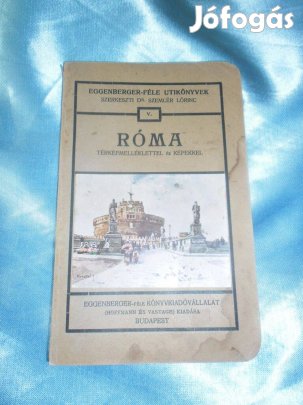 Jófogás
EGGENBERGER-FÉLE UTIKÖNYVEK
SZERKESZTI DR SZEMLÉR LŐRINC
V.
RÓMA
TÉRKÉPMELLÉKLETTEL és KÉPEKKEL
EGGENBERGER-FÉLE KÖNYVKIADÓVÁLLALAT
(HOFFMANN ÉS VASTAGH) KIADÁSA
BUDAPEST